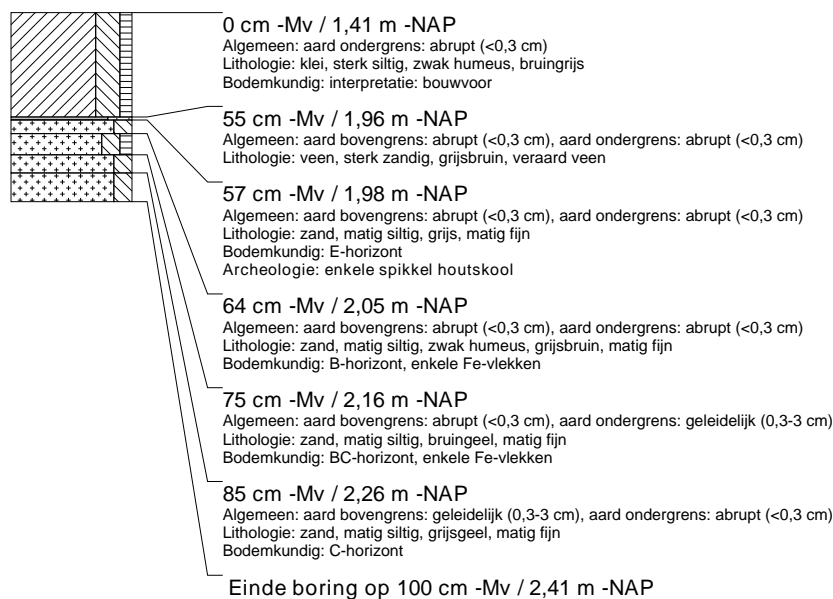 0 cm -Mv / 1,41 m -NAP
Algemeen: aard ondergrens: abrupt (<0,3 cm)
Lithologie: klei, sterk siltig, zwak humeus, bruingrijs
Bodemkundig: interpretatie: bouwvoor
55 cm -Mv / 1,96 m -NAP
Algemeen: aard bovengrens: abrupt (<0,3 cm), aard ondergrens: abrupt (<0,3 cm)
Lithologie: veen, sterk zandig, grijsbruin, veraard veen
57 cm -Mv / 1,98 m -NAP
Algemeen: aard bovengrens: abrupt (<0,3 cm), aard ondergrens: abrupt (<0,3 cm)
Lithologie: zand, matig siltig, grijs, matig fijn
Bodemkundig: E-horizont
Archeologie: enkele spikkel houtskool
64 cm -Mv / 2,05 m -NAP
Algemeen: aard bovengrens: abrupt (<0,3 cm), aard ondergrens: abrupt (<0,3 cm)
Lithologie: zand, matig siltig, zwak humeus, grijsbruin, matig fijn
Bodemkundig: B-horizont, enkele Fe-vlekken
75 cm -Mv / 2,16 m -NAP
Algemeen: aard bovengrens: abrupt (<0,3 cm), aard ondergrens: geleidelijk (0,3-3 cm)
Lithologie: zand, matig siltig, bruingeel, matig fijn
Bodemkundig: BC-horizont, enkele Fe-vlekken
85 cm -Mv / 2,26 m -NAP
Algemeen: aard bovengrens: geleidelijk (0,3-3 cm), aard ondergrens: abrupt (<0,3 cm)
Lithologie: zand, matig siltig, grijsgeel, matig fijn
Bodemkundig: C-horizont
Einde boring op 100 cm -Mv / 2,41 m -NAP